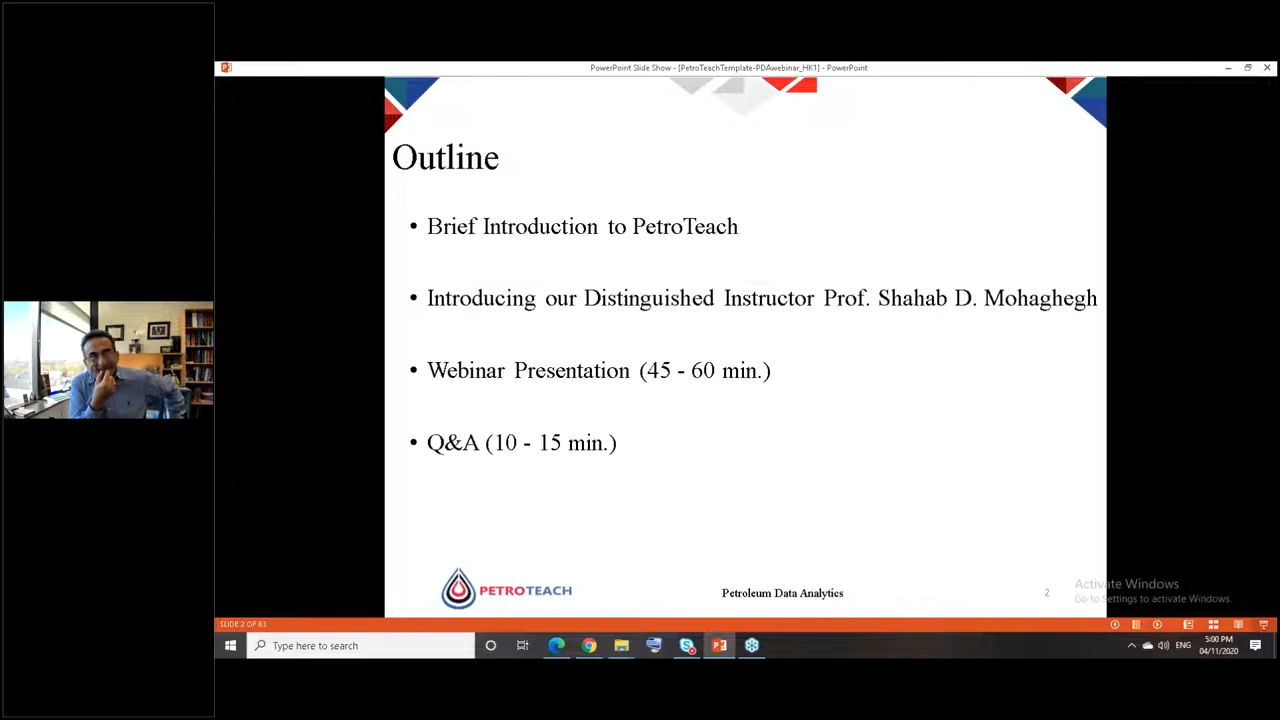 PowerPoint Slide Show - [PetroTeachTemplate-PDAwebinar_HK1] - PowerPoint
Outline
• Brief Introduction to PetroTeach
• Introducing our Distinguished Instructor Prof. Shahab D. Mohaghegh
• Webinar Presentation (45 - 60 min.)
• Q&A (10 - 15 min.)
PETROTEACH
Petroleum Data Analytics
2
Activate Windows
Go to Settings to activate Windows.
SLIDE 2 OF 83
Type here to search
ENG
5:00 PM
04/11/2020